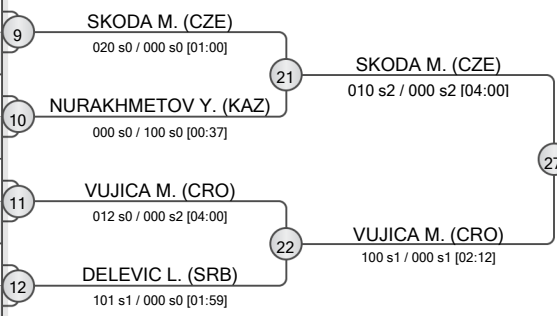 9
SKODA M. (CZE)
020 s0 / 000 s0 [01:00]
21
SKODA M. (CZE)
010 s2 / 000 s2 [04:00]
10
NURAKHMETOV Y. (KAZ)
000 s0 / 100 s0 [00:37]
27
11
VUJICA M. (CRO)
012 s0 / 000 s2 [04:00]
22
VUJICA M. (CRO)
100 s1 / 000 s1 [02:12]
12
DELEVIC L. (SRB)
101 s1 / 000 s0 [01:59]